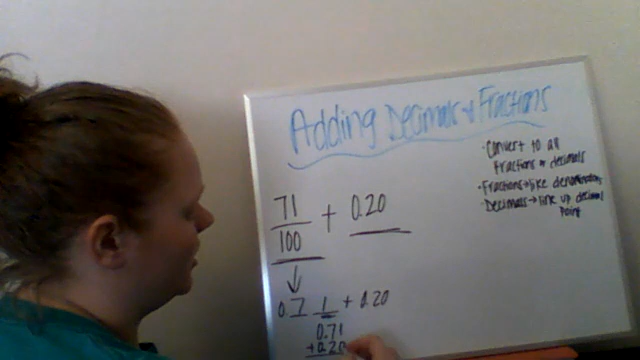 Adding Decimals & Fractions
• Convert to all
Fractions or decimals
• Fractions → like denominators
• Decimals → line up decimal
Point
71
100
+ 0.20
↓
0.71 + 0.20
0.71
+0.20